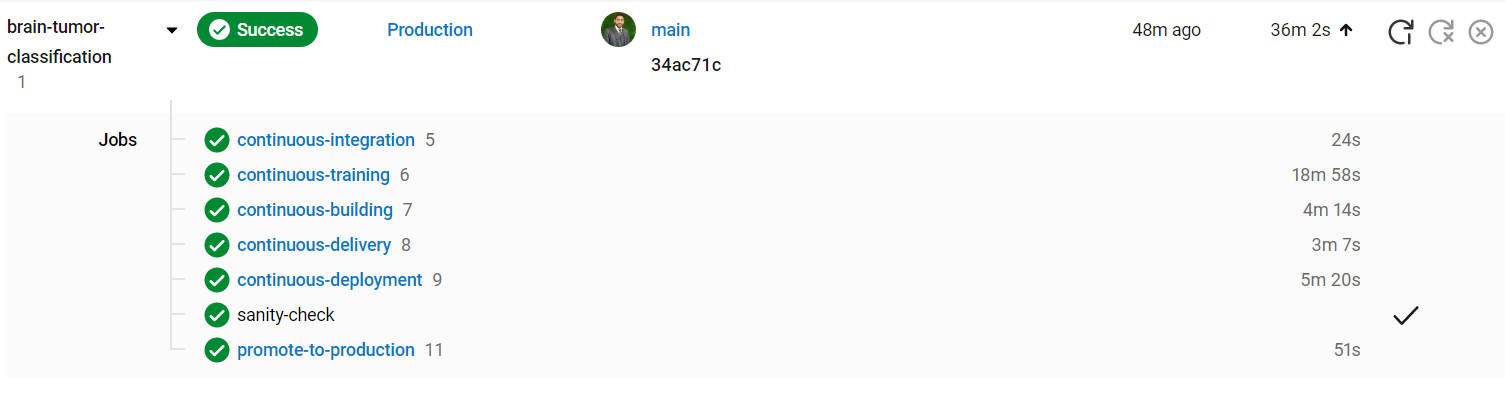 brain-tumor-classification
1
Success
Production
main
34ac71c
48m ago
36m 2s
Jobs
continuous-integration 5 24s
continuous-training 6 18m 58s
continuous-building 7 4m 14s
continuous-delivery 8 3m 7s
continuous-deployment 9 5m 20s
sanity-check
promote-to-production 11 51s